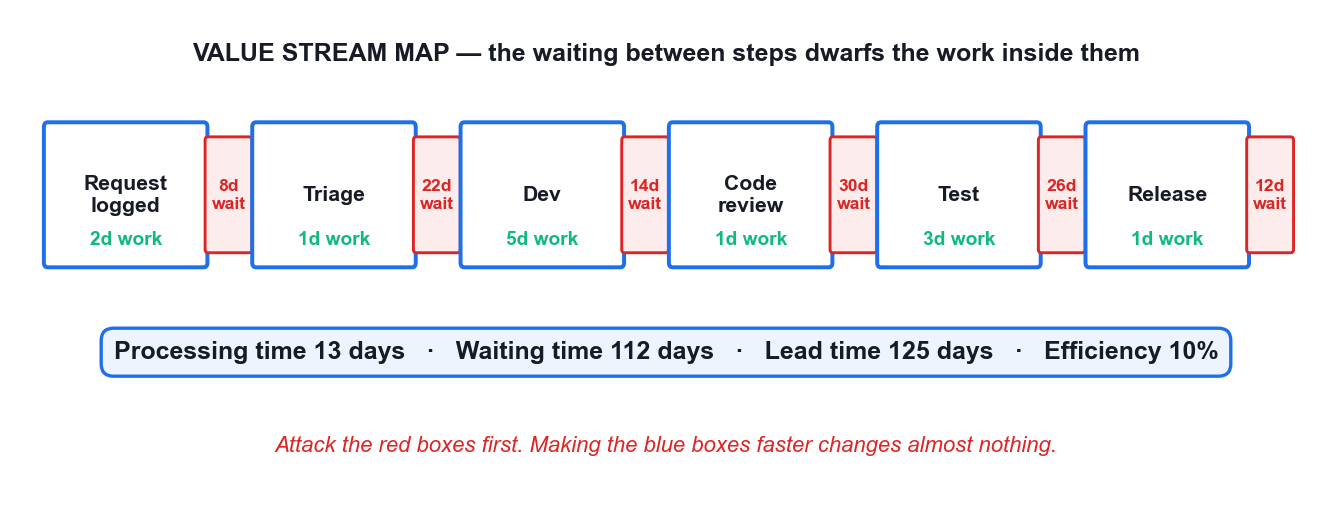 VALUE STREAM MAP — the waiting between steps dwarfs the work inside them
Request
logged
2d work
8d
wait
Triage
1d work
22d
wait
Dev
5d work
14d
wait
Code
review
1d work
30d
wait
Test
3d work
26d
wait
Release
1d work
12d
wait
Processing time 13 days · Waiting time 112 days · Lead time 125 days · Efficiency 10%
Attack the red boxes first. Making the blue boxes faster changes almost nothing.